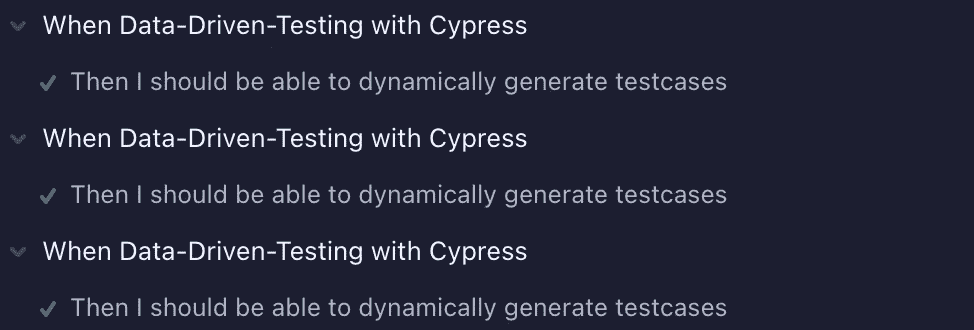 When Data-Driven-Testing with Cypress
Then I should be able to dynamically generate testcases
When Data-Driven-Testing with Cypress
Then I should be able to dynamically generate testcases
When Data-Driven-Testing with Cypress
Then I should be able to dynamically generate testcases